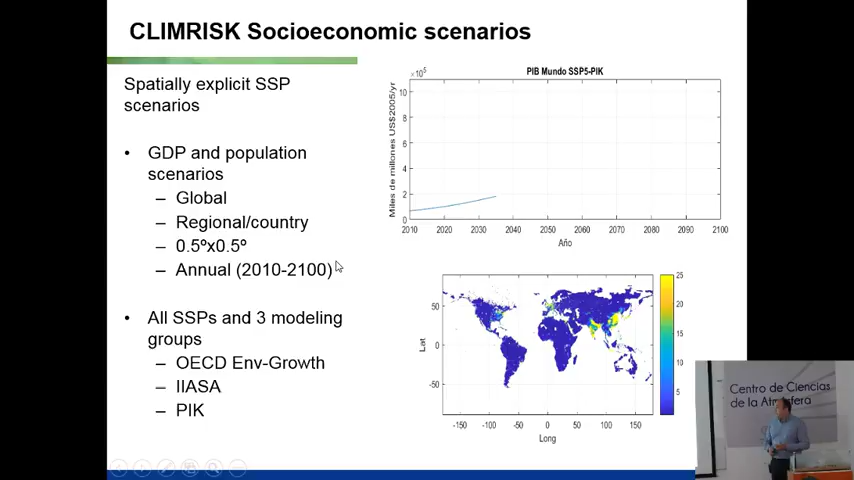 CLIMRISK Socioeconomic scenarios
Spatially explicit SSP
scenarios
• GDP and population
scenarios
– Global
– Regional/country
– 0.5ºx0.5º
– Annual (2010-2100)
• All SSPs and 3 modeling
groups
– OECD Env-Growth
– IIASA
– PIK
PIB Mundo SSP5-PIK
×10⁵
Miles de millones US$2005/yr
10
8
6
4
2
0
2010 2020 2030 2040 2050 2060 2070 2080 2090 2100
Año
50
0
-50
Lat
-150 -100 -50 0 50 100 150
Long
25
20
15
10
5
Centro de Ciencias
de la Atmósfera